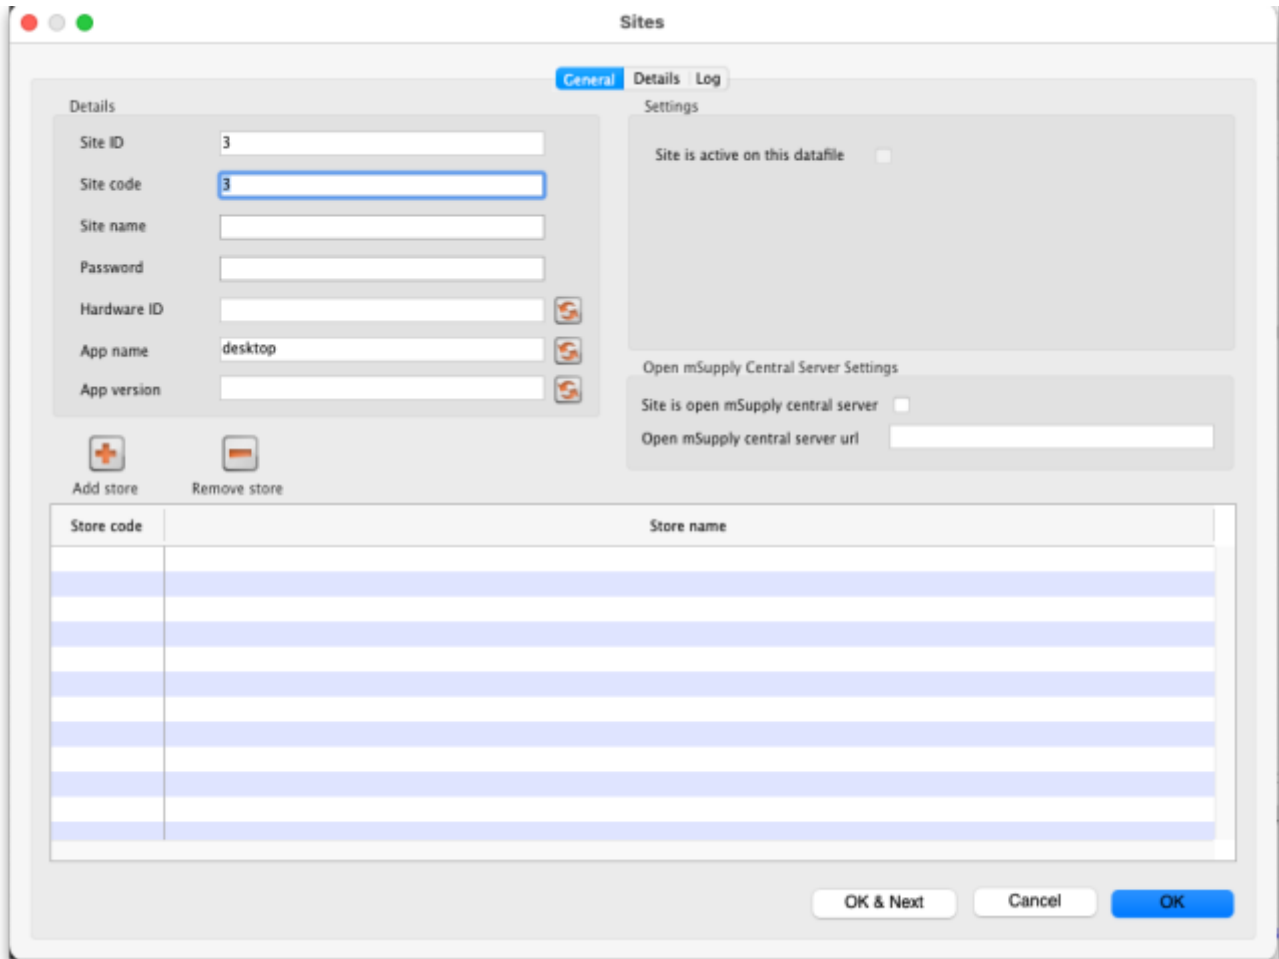 Sites
General Details Log
Details
Site ID 3
Site code 3
Site name
Password
Hardware ID
App name desktop
App version
Settings
Site is active on this datafile
Open mSupply Central Server Settings
Site is open mSupply central server
Open mSupply central server url
Add store Remove store
Store code Store name
OK & Next Cancel OK